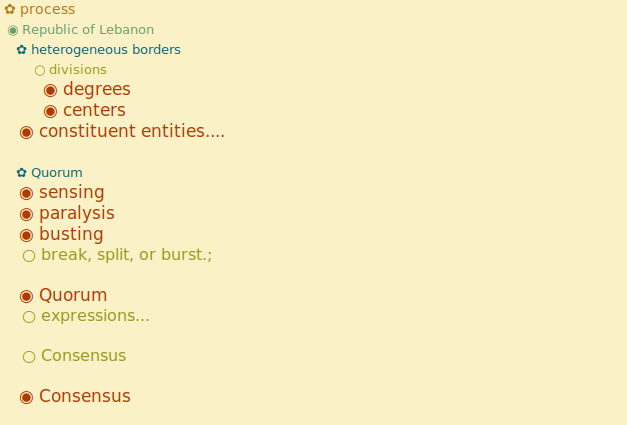 ✿ process
◉ Republic of Lebanon
✿ heterogeneous borders
○ divisions
◉ degrees
◉ centers
◉ constituent entities....
✿ Quorum
◉ sensing
◉ paralysis
◉ busting
○ break, split, or burst.;
◉ Quorum
○ expressions...
○ Consensus
◉ Consensus